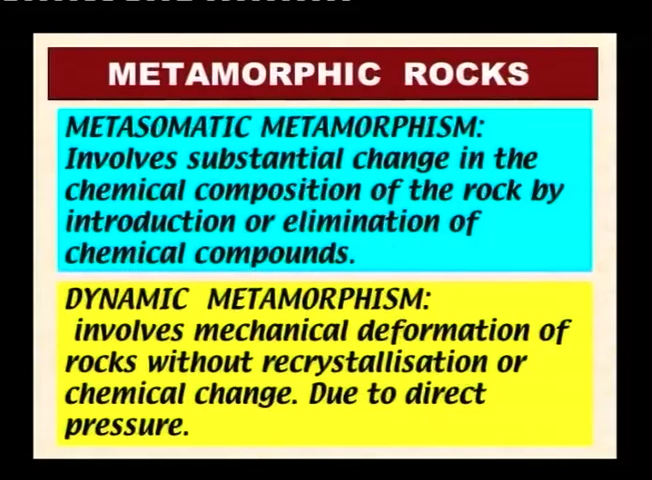 METAMORPHIC ROCKS
METASOMATIC METAMORPHISM:
Involves substantial change in the
chemical composition of the rock by
introduction or elimination of
chemical compounds.
DYNAMIC METAMORPHISM:
involves mechanical deformation of
rocks without recrystallisation or
chemical change. Due to direct
pressure.